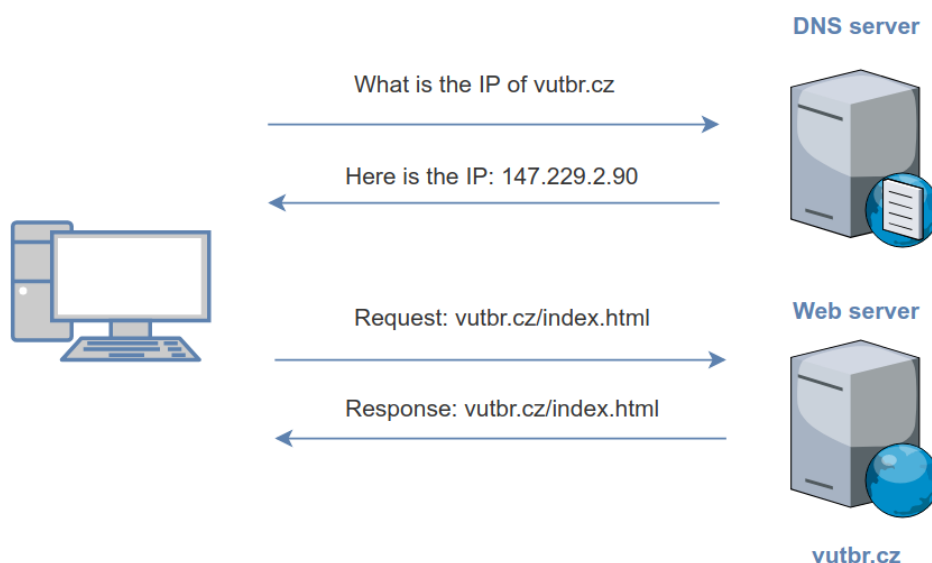 DNS server
What is the IP of vutbr.cz
Here is the IP: 147.229.2.90
Request: vutbr.cz/index.html
Web server
Response: vutbr.cz/index.html
vutbr.cz